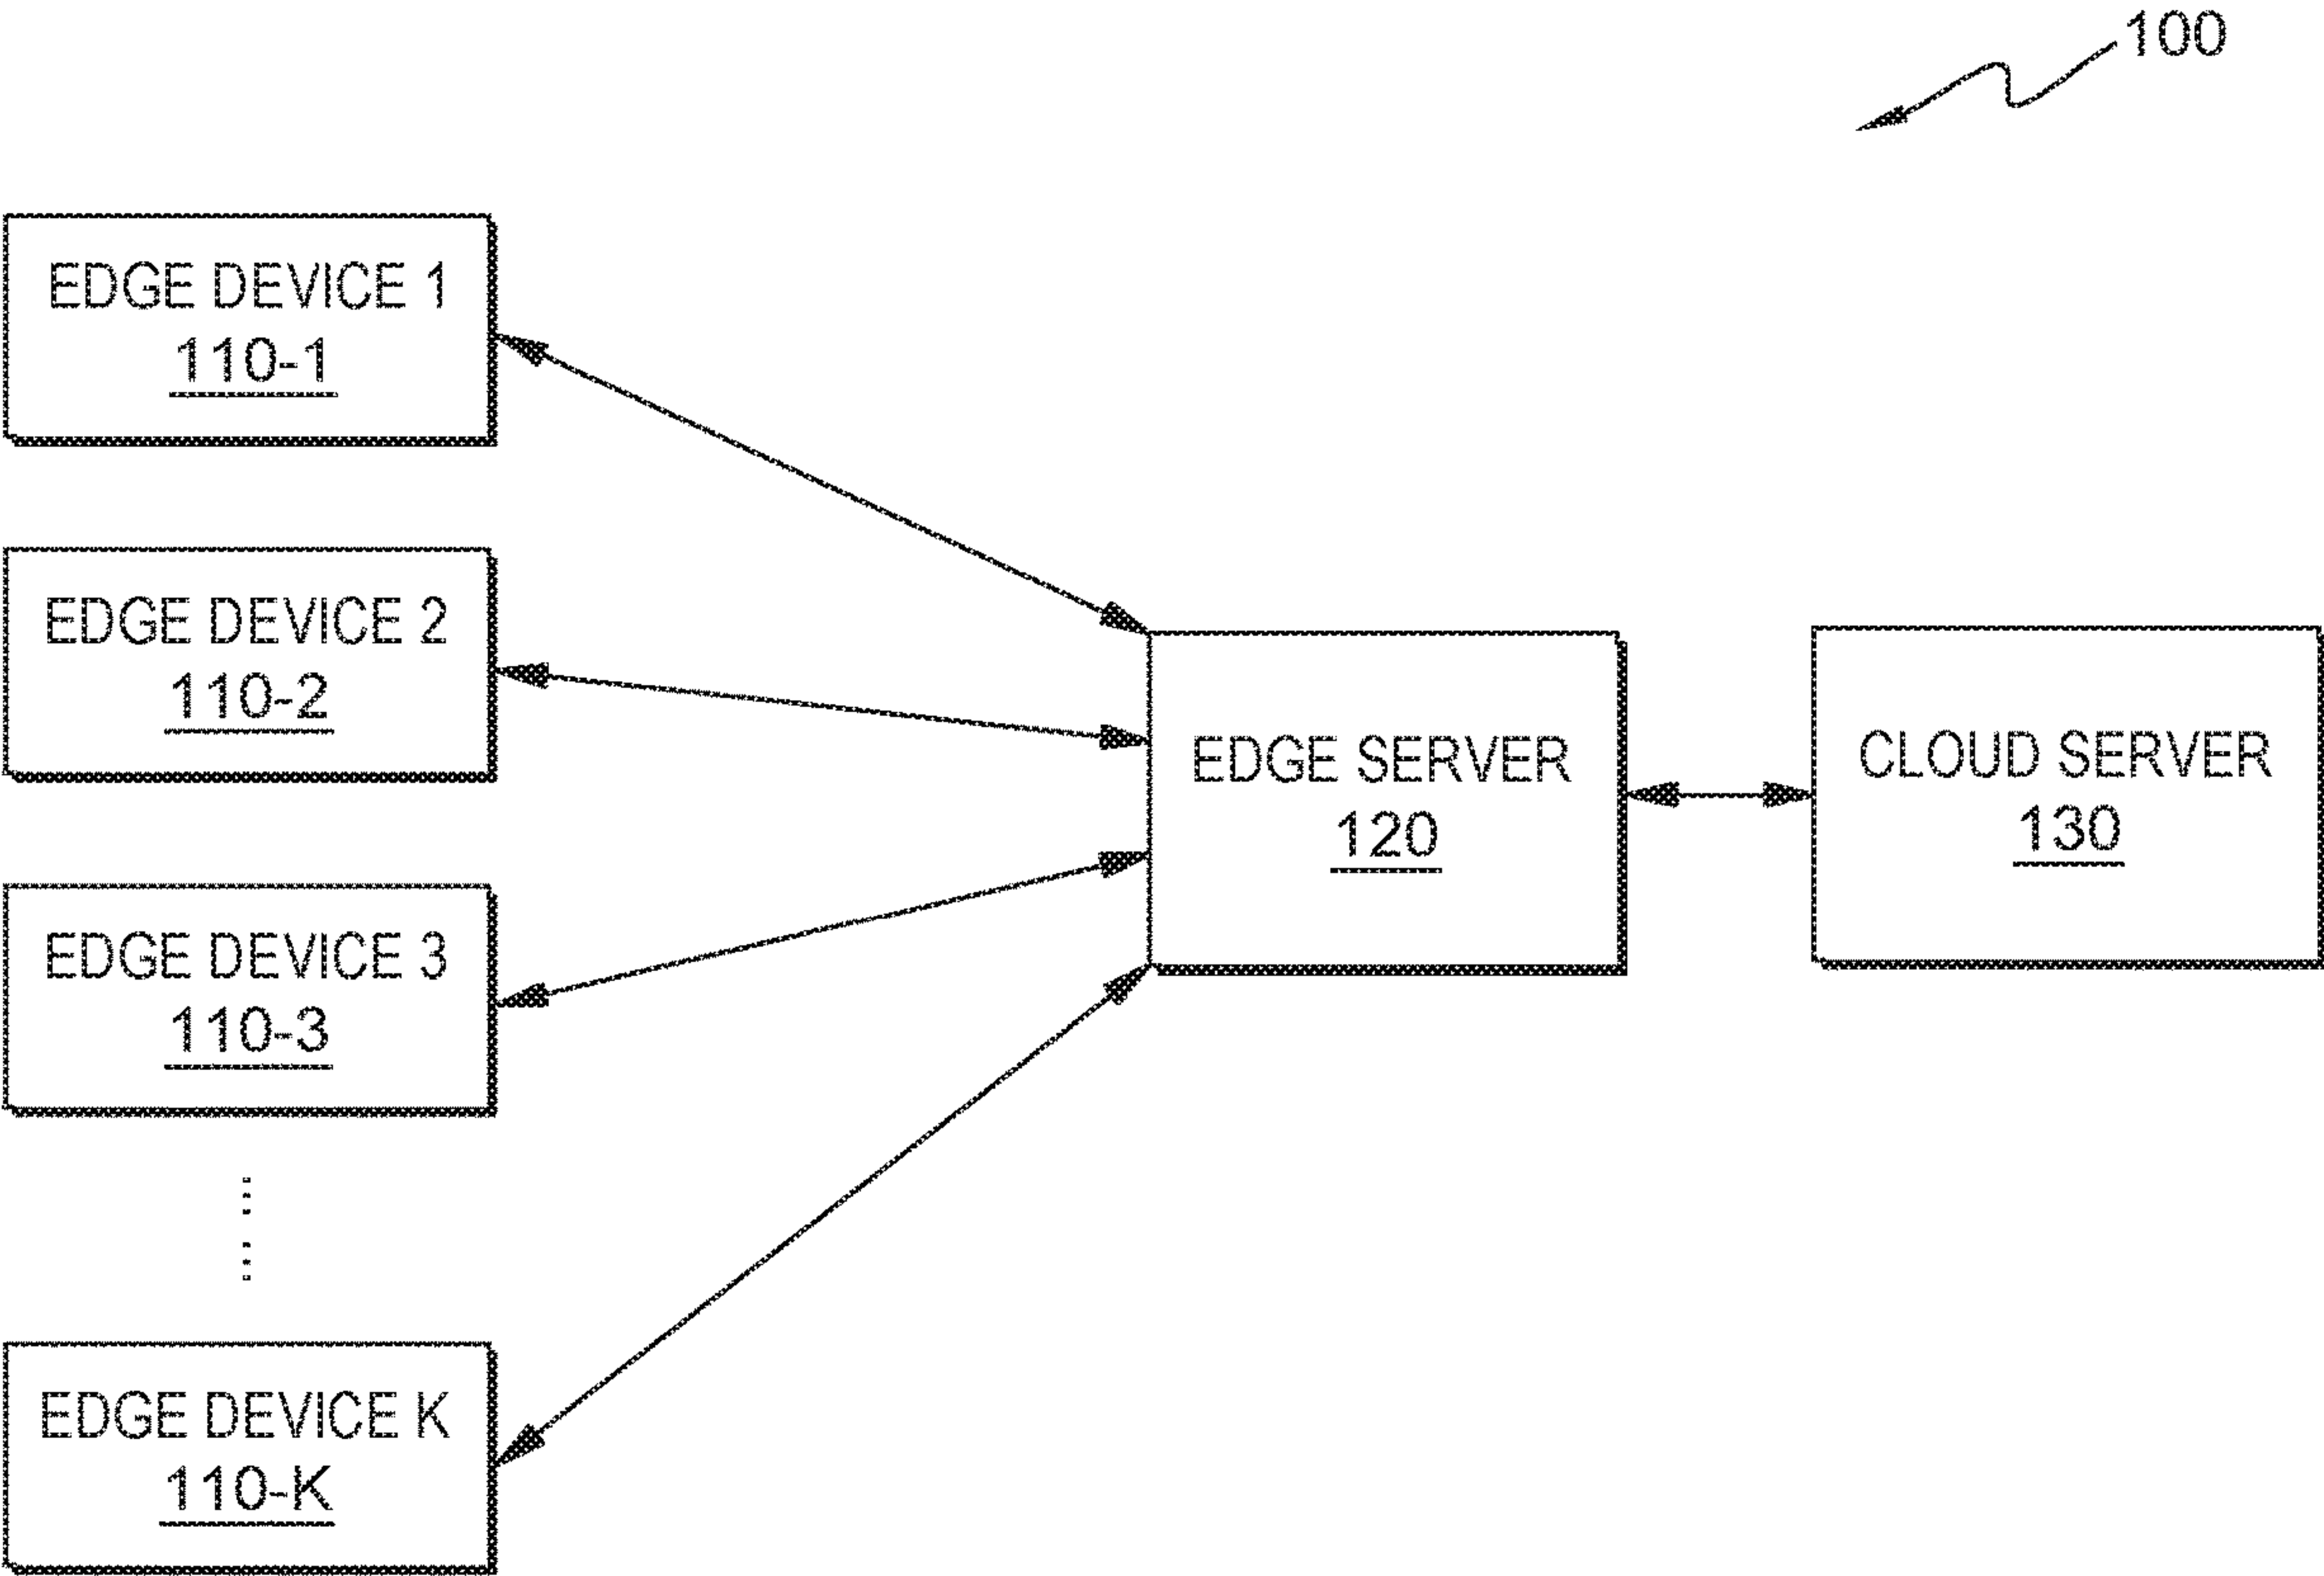 100
EDGE DEVICE 1
110-1
EDGE DEVICE 2
110-2
EDGE SERVER
120
CLOUD SERVER
130
EDGE DEVICE 3
110-3
EDGE DEVICE K
110-K